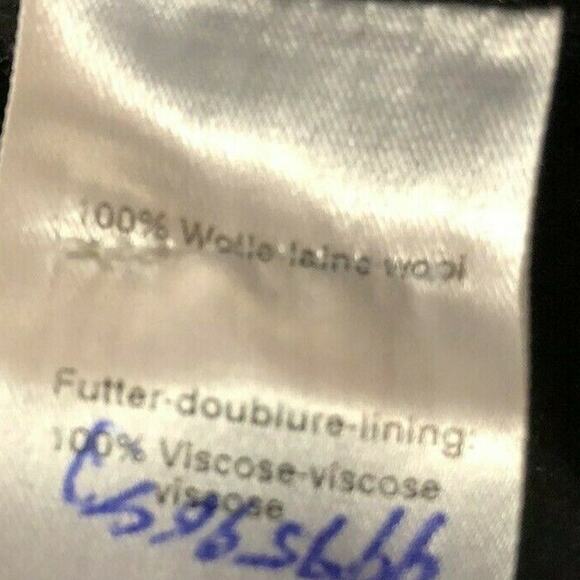 100% Wolle-laine wool
Futter-doublure-lining:
100% Viscose-viscose
viscose